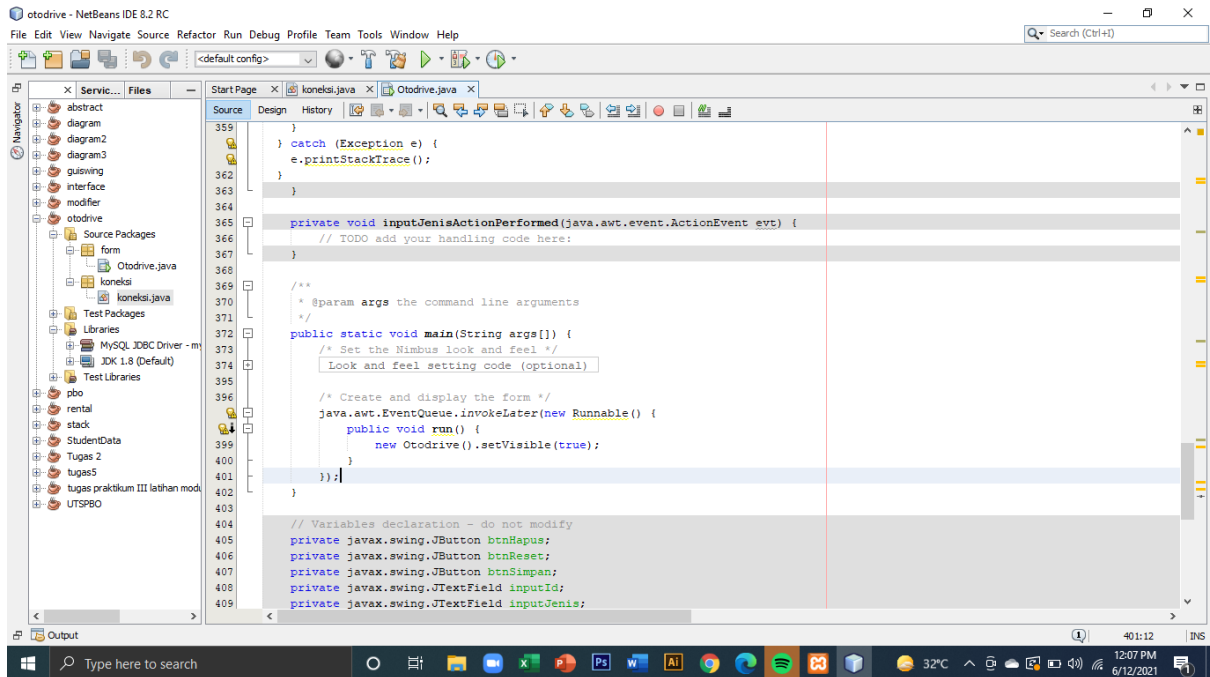 otodrive - NetBeans IDE 8.2 RC
File Edit View Navigate Source Refactor Run Debug Profile Team Tools Window Help
Search (Ctrl+I)
<default config>
Servic... Files
Start Page koneksi.java Otodrive.java
Source Design History
Navigator
abstract
diagram
diagram2
diagram3
guiswing
interface
modifier
otodrive
Source Packages
form
Otodrive.java
koneksi
koneksi.java
Test Packages
Libraries
MySQL JDBC Driver - my
JDK 1.8 (Default)
Test Libraries
pbo
rental
stack
StudentData
Tugas 2
tugas5
tugas praktikum III latihan modu
UTSPBO
359 }
} catch (Exception e) {
e.printStackTrace();
362 }
363 }
364
365 private void inputJenisActionPerformed(java.awt.event.ActionEvent evt) {
366 // TODO add your handling code here:
367 }
368
369 /**
370 * @param args the command line arguments
371 */
372 public static void main(String args[]) {
373 /* Set the Nimbus look and feel */
374 Look and feel setting code (optional)
395
396 /* Create and display the form */
java.awt.EventQueue.invokeLater(new Runnable() {
public void run() {
399 new Otodrive().setVisible(true);
400 }
401 });
402 }
403
404 // Variables declaration - do not modify
405 private javax.swing.JButton btnHapus;
406 private javax.swing.JButton btnReset;
407 private javax.swing.JButton btnSimpan;
408 private javax.swing.JTextField inputId;
409 private javax.swing.JTextField inputJenis;
Output
1 401:12 INS
Type here to search
Ps
Ai
32°C
12:07 PM
6/12/2021